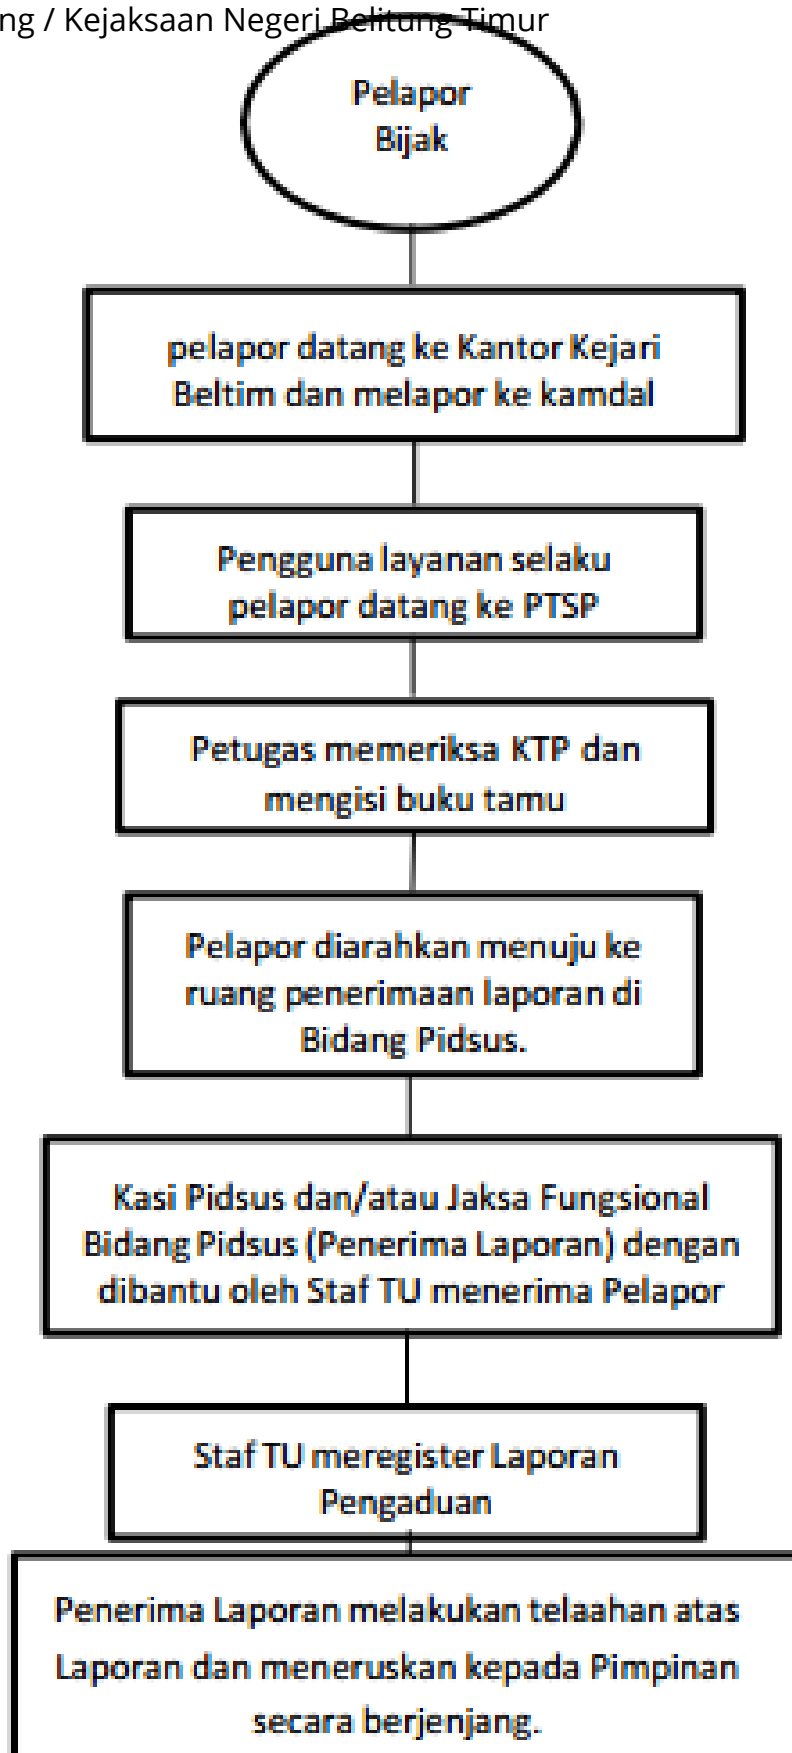 ng / Kejaksaan Negeri Belitung Timur
Pelapor
Bijak
pelapor datang ke Kantor Kejari
Beltim dan melapor ke kamdal
Pengguna layanan selaku
pelapor datang ke PTSP
Petugas memeriksa KTP dan
mengisi buku tamu
Pelapor diarahkan menuju ke
ruang penerimaan laporan di
Bidang Pidsus.
Kasi Pidsus dan/atau Jaksa Fungsional
Bidang Pidsus (Penerima Laporan) dengan
dibantu oleh Staf TU menerima Pelapor
Staf TU meregister Laporan
Pengaduan
Penerima Laporan melakukan telaahan atas
Laporan dan meneruskan kepada Pimpinan
secara berjenjang.